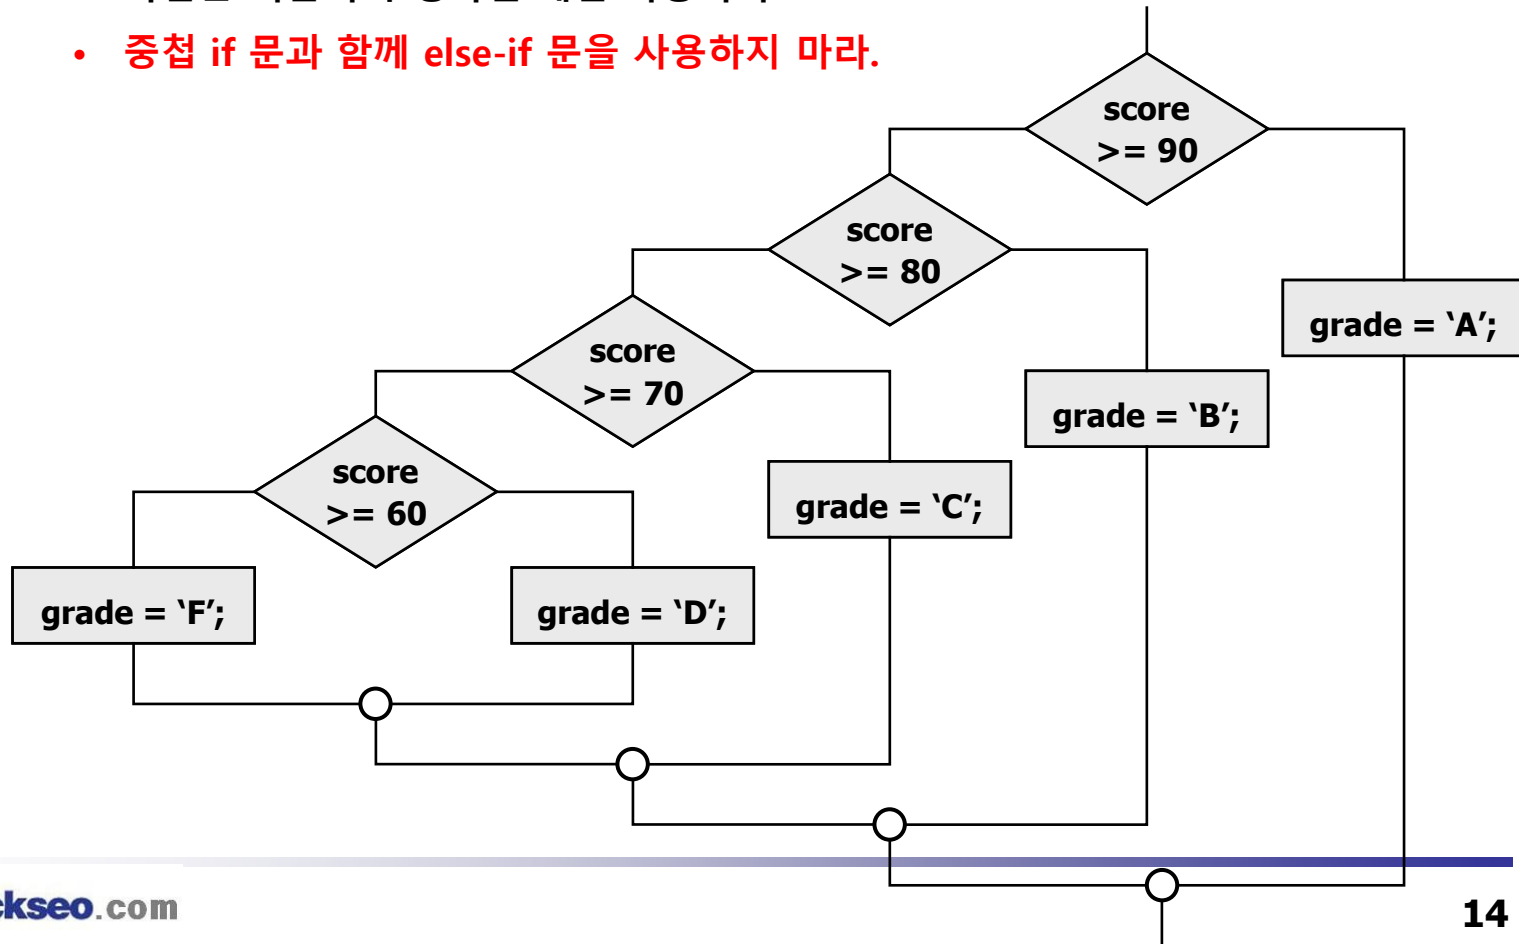 • 중첩 if 문과 함께 else-if 문을 사용하지 마라.
score
>= 90
score
>= 80
grade = ‘A’;
score
>= 70
grade = ‘B’;
score
>= 60
grade = ‘C’;
grade = ‘F’;
grade = ‘D’;
kseo.com
14